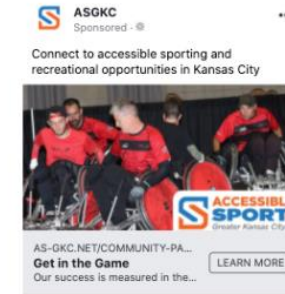 ASGKC
Sponsored ·
Connect to accessible sporting and
recreational opportunities in Kansas City
ACCESSIBLE
SPORT
Greater Kansas City
AS-GKC.NET/COMMUNITY-PA...
Get in the Game
Our success is measured in the...
LEARN MORE